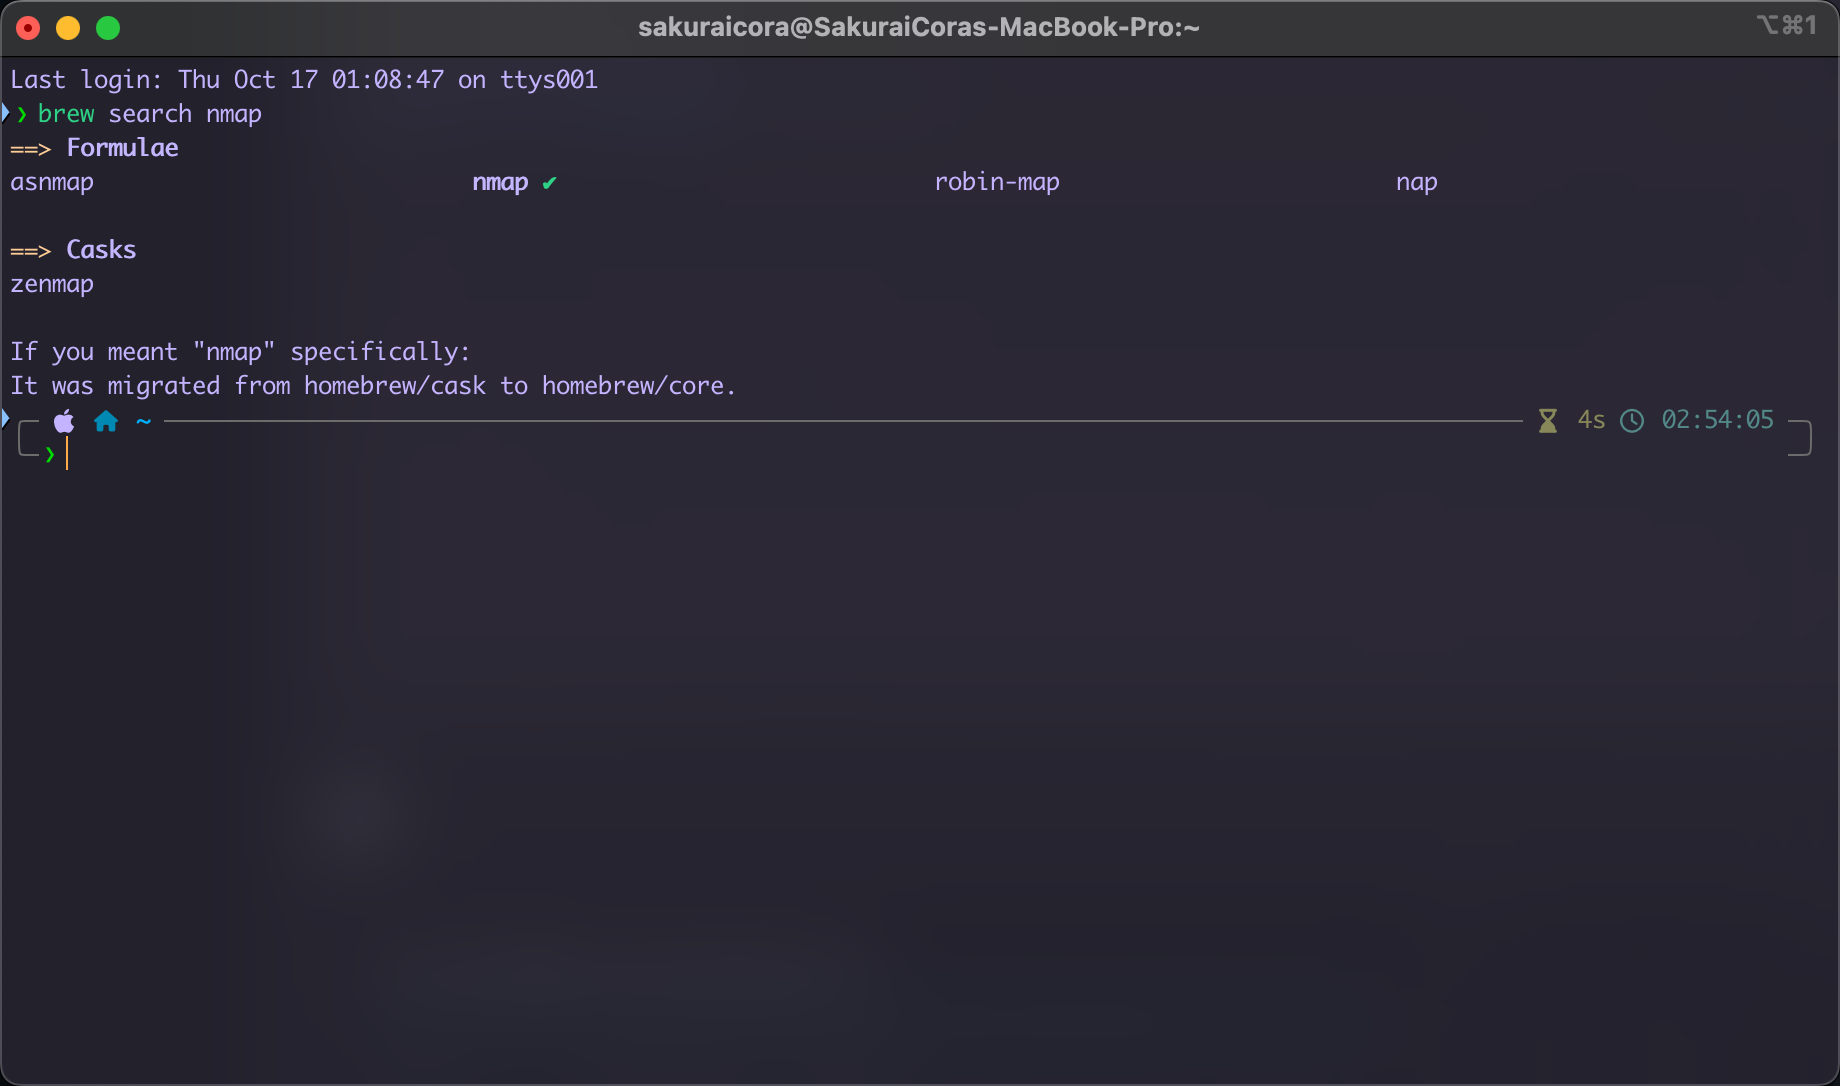 sakuraicora@SakuraiCoras-MacBook-Pro:~ ⌥⌘1
Last login: Thu Oct 17 01:08:47 on ttys001
❯ brew search nmap
==> Formulae
asnmap nmap ✔ robin-map nap
==> Casks
zenmap
If you meant "nmap" specifically:
It was migrated from homebrew/cask to homebrew/core.
~ 4s 02:54:05
❯